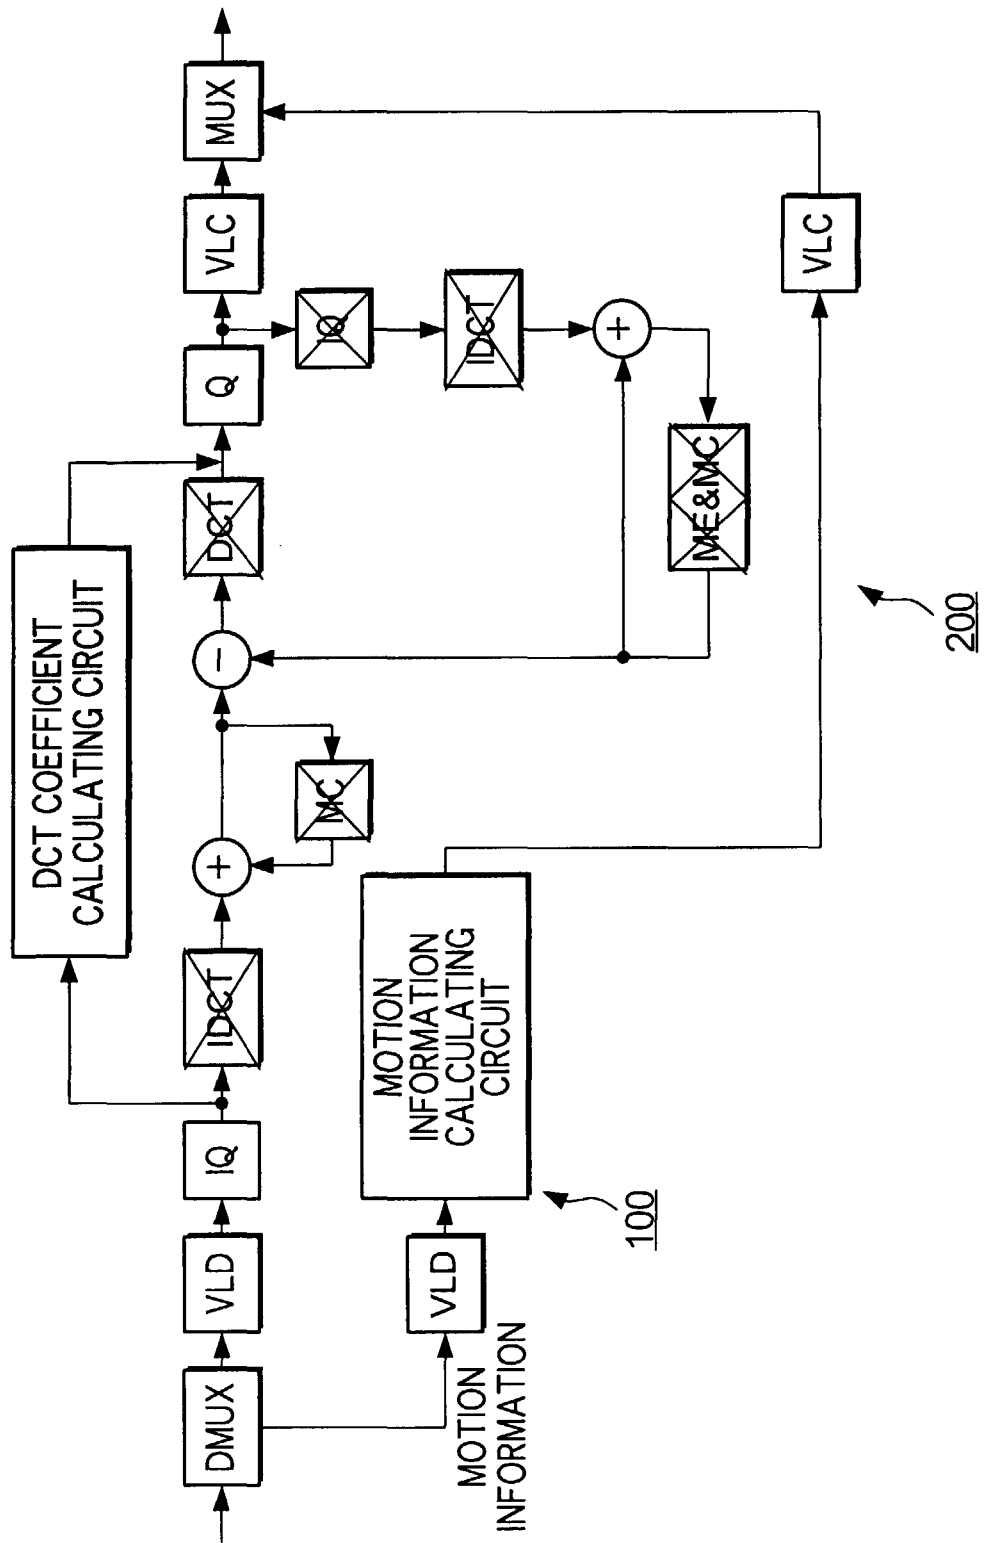 DCT COEFFICIENT
CALCULATING CIRCUIT
DMUX
VLD
IQ
IDCT
+
−
DCT
Q
VLC
MUX
MC
IQ
IDCT
+
ME&MC
MOTION
INFORMATION
VLD
MOTION
INFORMATION
CALCULATING
CIRCUIT
VLC
100
200